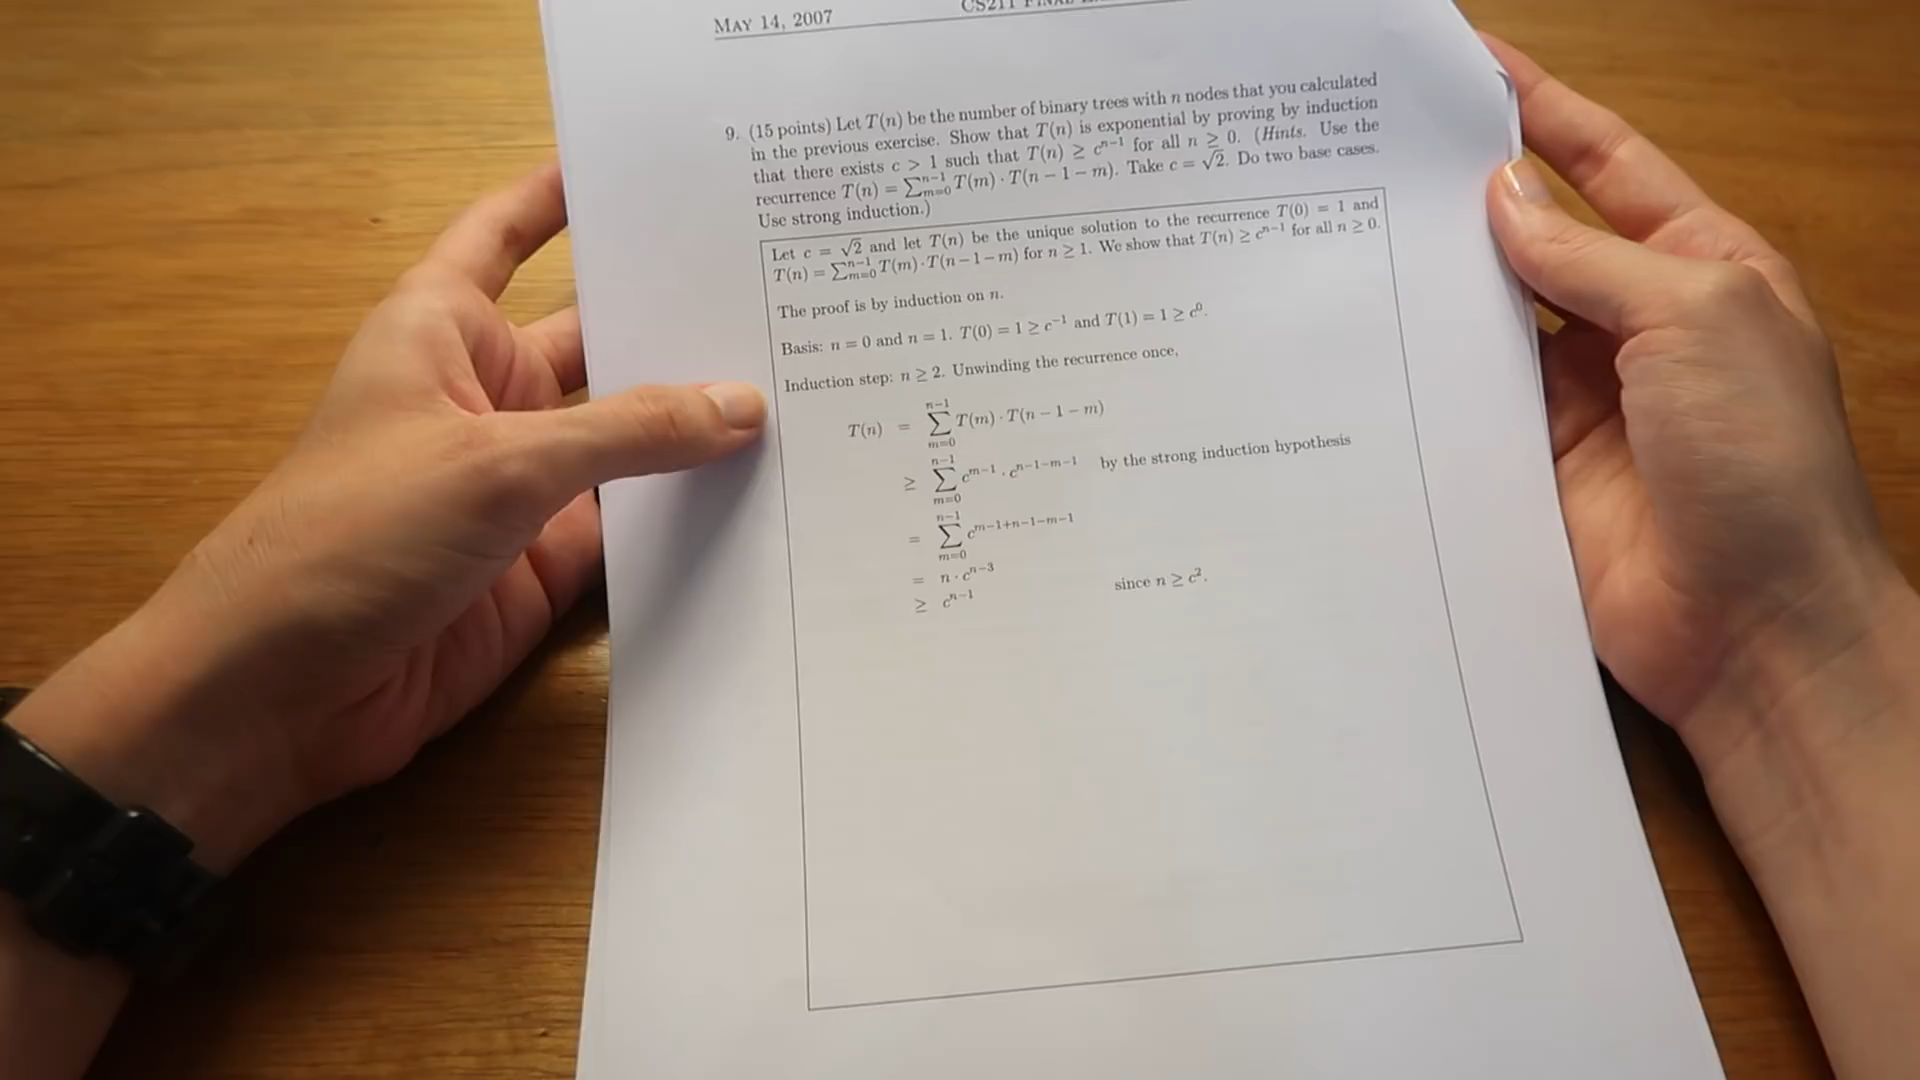 MAY 14, 2007
CS211 FINAL
9. (15 points) Let T(n) be the number of binary trees with n nodes that you calculated
in the previous exercise. Show that T(n) is exponential by proving by induction
that there exists c > 1 such that T(n) ≥ c^{n−1} for all n ≥ 0. (Hints. Use the
recurrence T(n) = ∑_{m=0}^{n−1} T(m) · T(n − 1 − m). Take c = √2. Do two base cases.
Use strong induction.)
Let c = √2 and let T(n) be the unique solution to the recurrence T(0) = 1 and
T(n) = ∑_{m=0}^{n−1} T(m) · T(n − 1 − m) for n ≥ 1. We show that T(n) ≥ c^{n−1} for all n ≥ 0.
The proof is by induction on n.
Basis: n = 0 and n = 1. T(0) = 1 ≥ c^{−1} and T(1) = 1 ≥ c^0.
Induction step: n ≥ 2. Unwinding the recurrence once,
T(n) = ∑_{m=0}^{n−1} T(m) · T(n − 1 − m)
≥ ∑_{m=0}^{n−1} c^{m−1} · c^{n−1−m−1} by the strong induction hypothesis
= ∑_{m=0}^{n−1} c^{m−1+n−1−m−1}
= n · c^{n−3}
≥ c^{n−1} since n ≥ c^2.